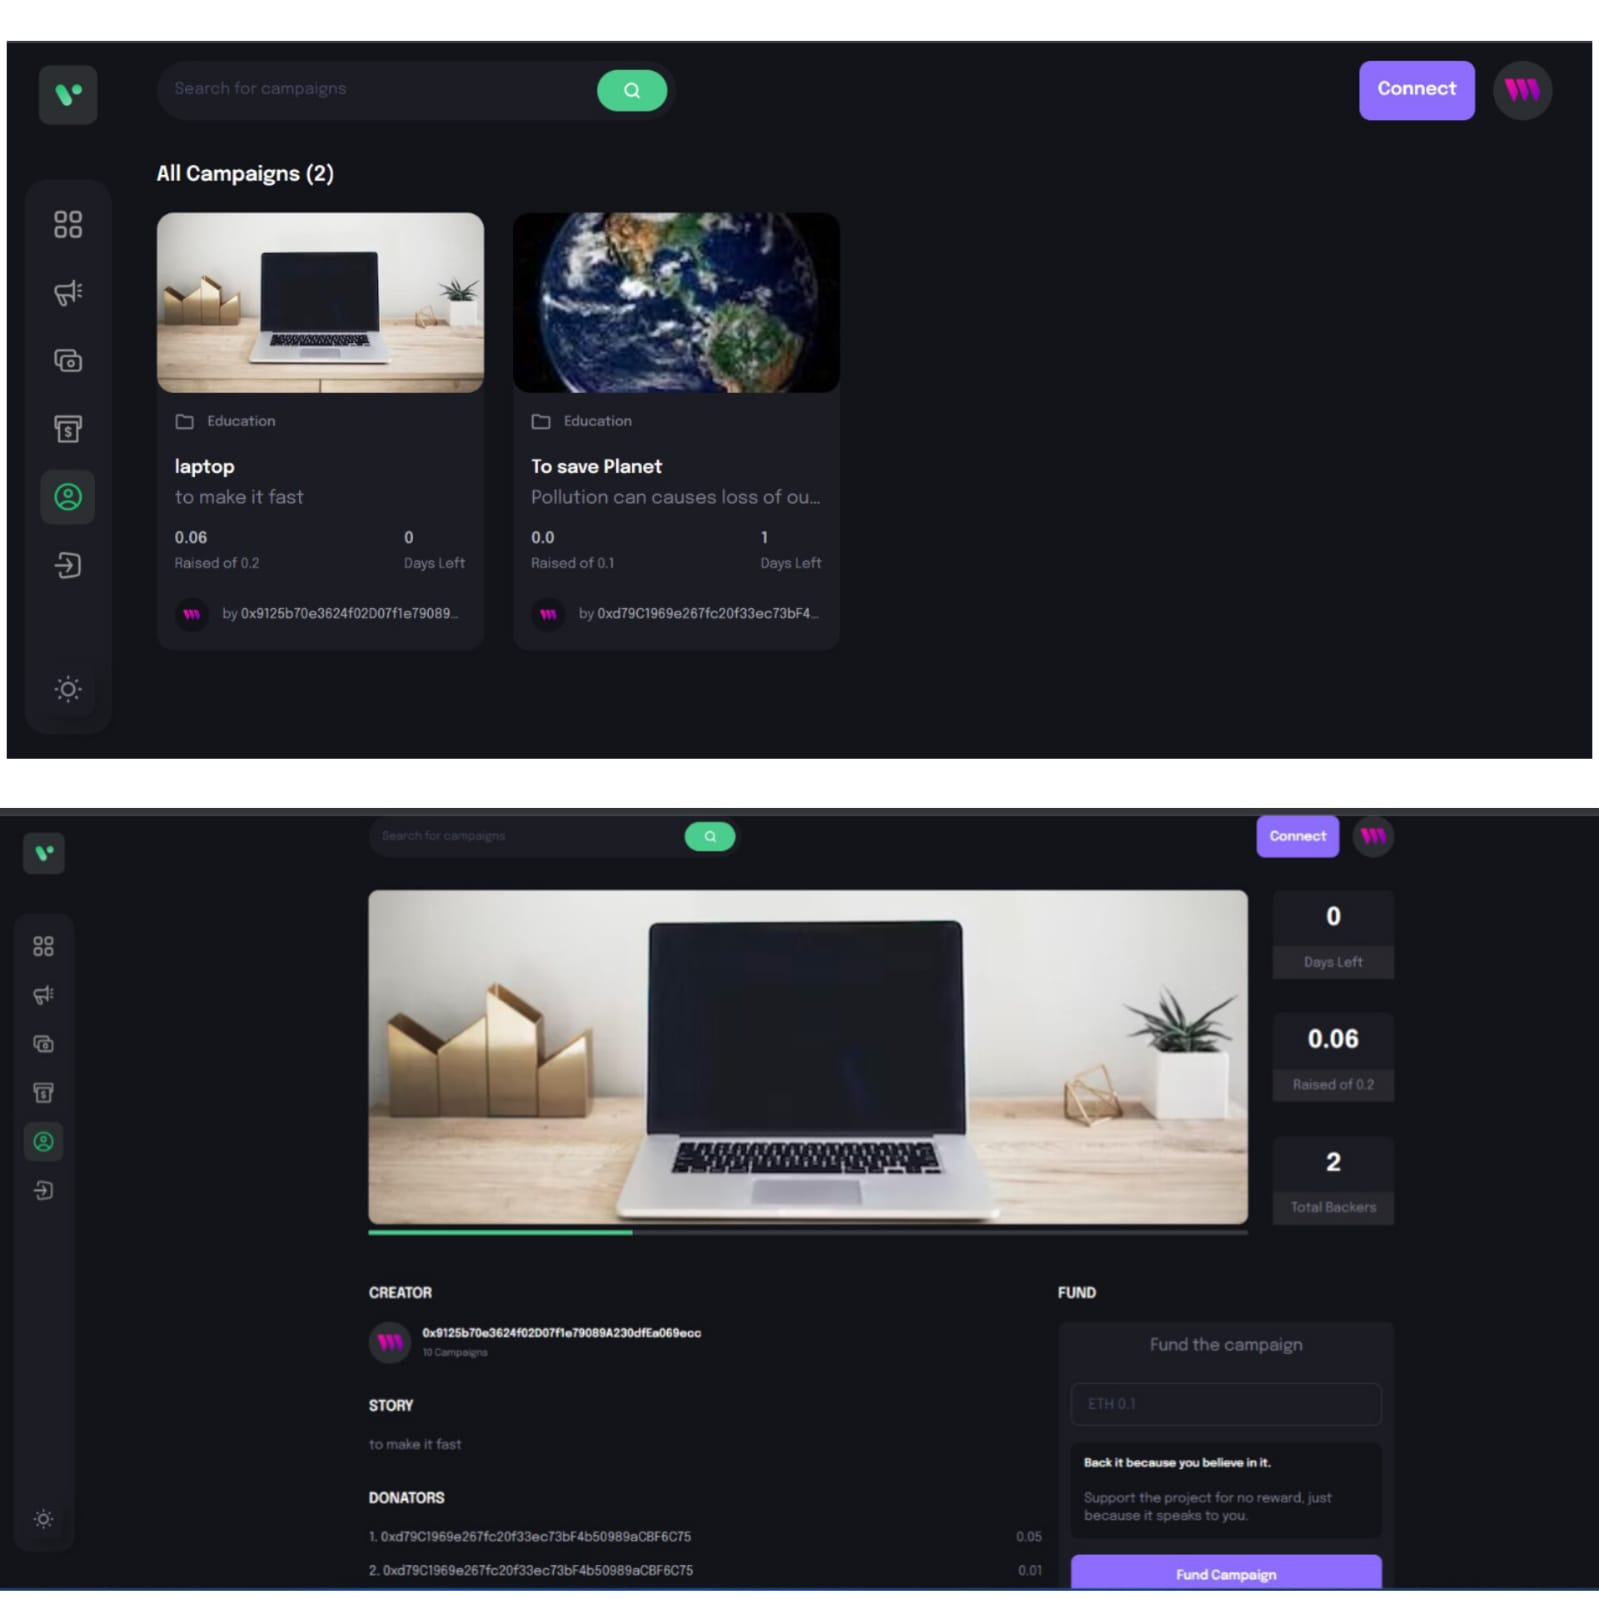 Search for campaigns
Connect
All Campaigns (2)
Education
laptop
to make it fast
0.06
0
Raised of 0.2
Days Left
by 0x9125b70e3624f02D07f1e79089...
Education
To save Planet
Pollution can causes loss of ou...
0.0
1
Raised of 0.1
Days Left
by 0xd79C1969e267fc20f33ec73bF4...
Search for campaigns
Connect
0
Days Left
0.06
Raised of 0.2
2
Total Backers
CREATOR
0x9125b70e3624f02D07f1e79089A230dfEa069ecc
10 Campaigns
STORY
to make it fast
DONATORS
1. 0xd79C1969e267fc20f33ec73bF4b50989aCBF6C75
0.05
2. 0xd79C1969e267fc20f33ec73bF4b50989aCBF6C75
0.01
FUND
Fund the campaign
ETH 0.1
Back it because you believe in it.
Support the project for no reward, just
because it speaks to you.
Fund Campaign